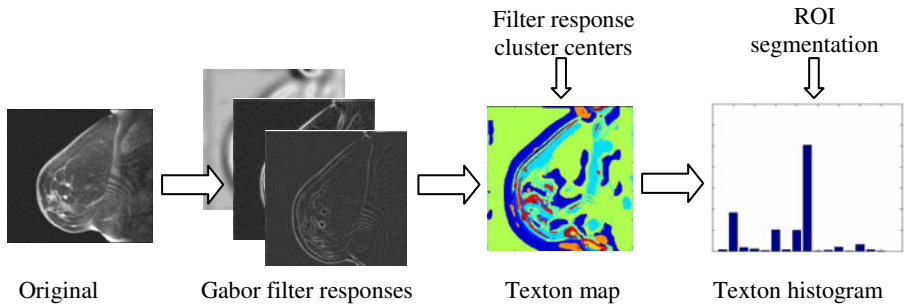 Filter response
cluster centers
ROI
segmentation
Original
Gabor filter responses
Texton map
Texton histogram